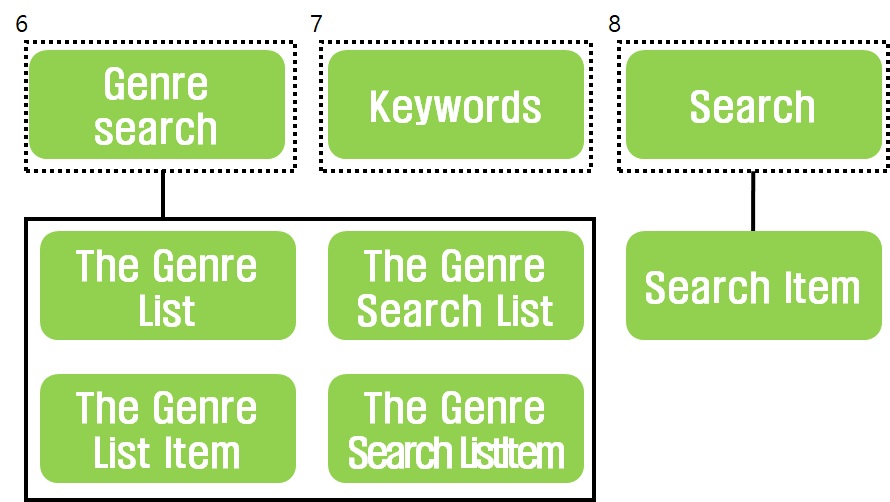 6
7
8
Genre
search
Keywords
Search
The Genre
List
The Genre
Search List
Search Item
The Genre
List Item
The Genre
Search ListItem